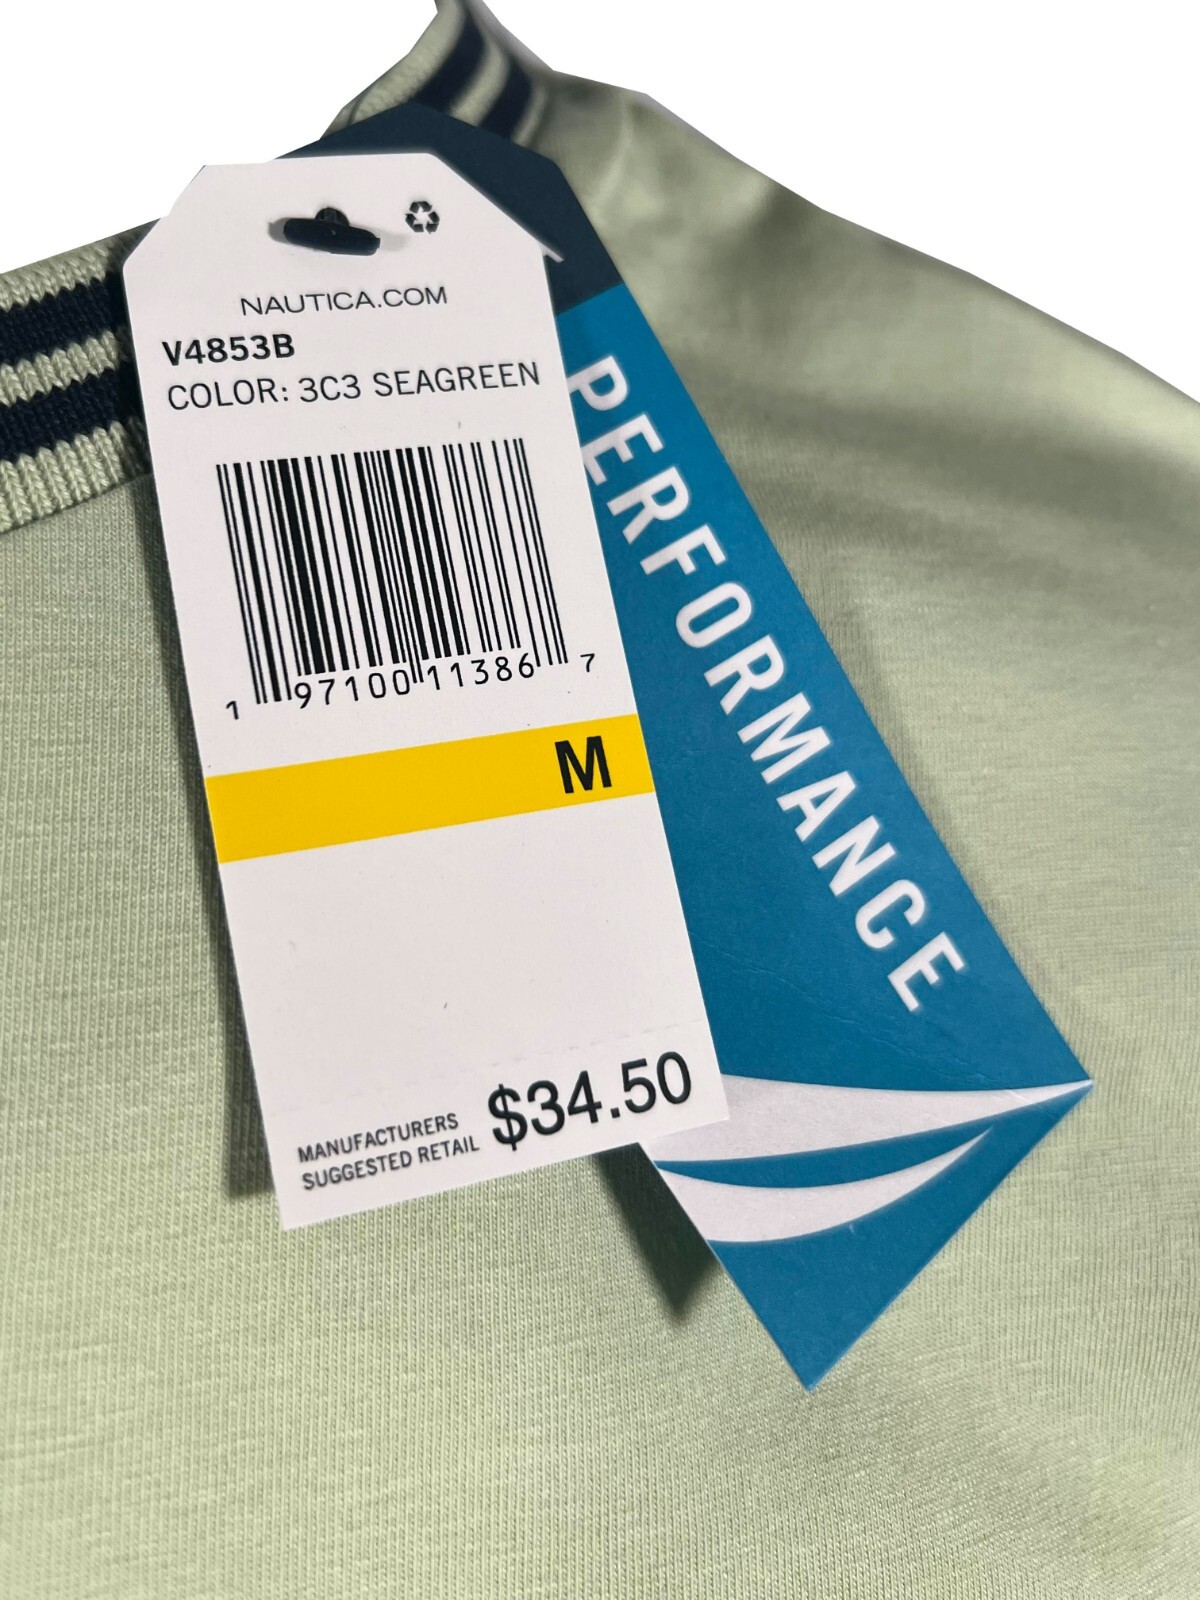 NAUTICA.COM
V4853B
COLOR: 3C3 SEAGREEN
1 97100 11386 7
M
MANUFACTURERS
SUGGESTED RETAIL
$34.50
PERFORMANCE